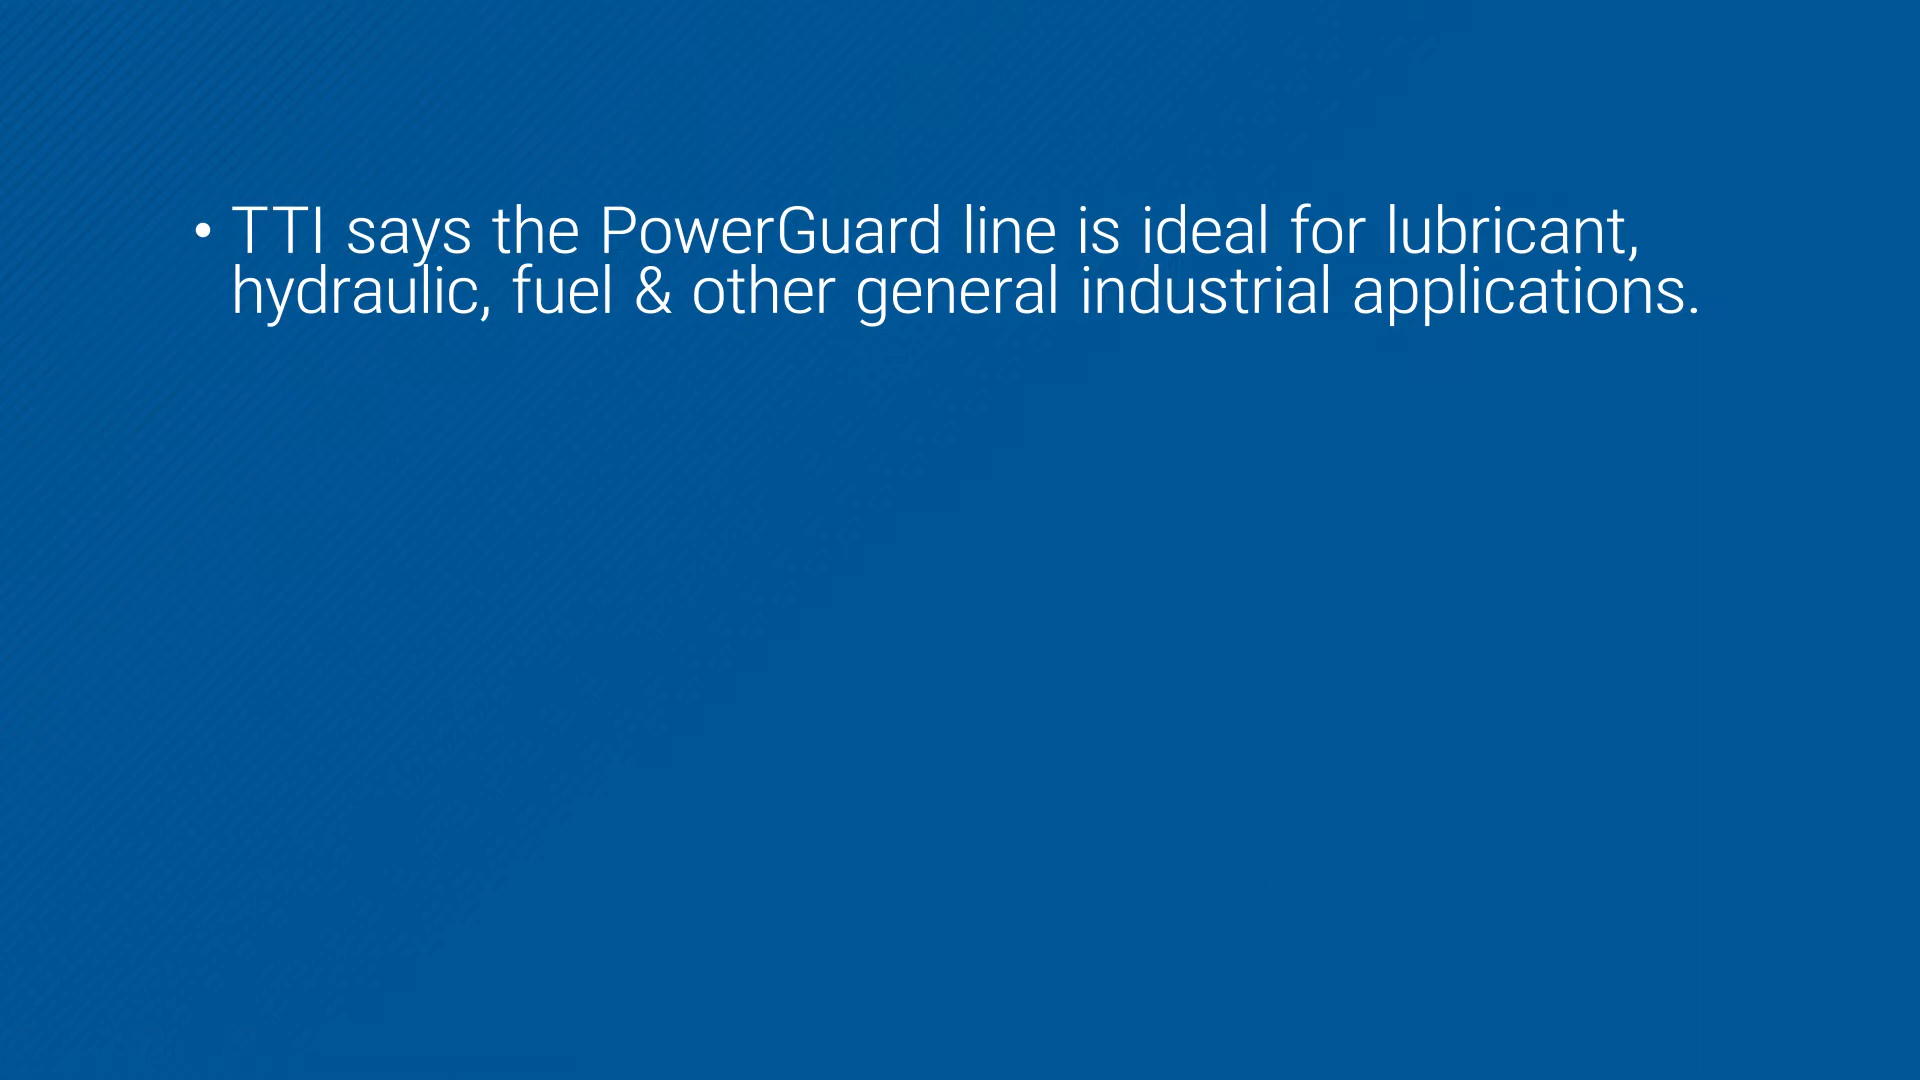 • TTI says the PowerGuard line is ideal for lubricant,
hydraulic, fuel & other general industrial applications.